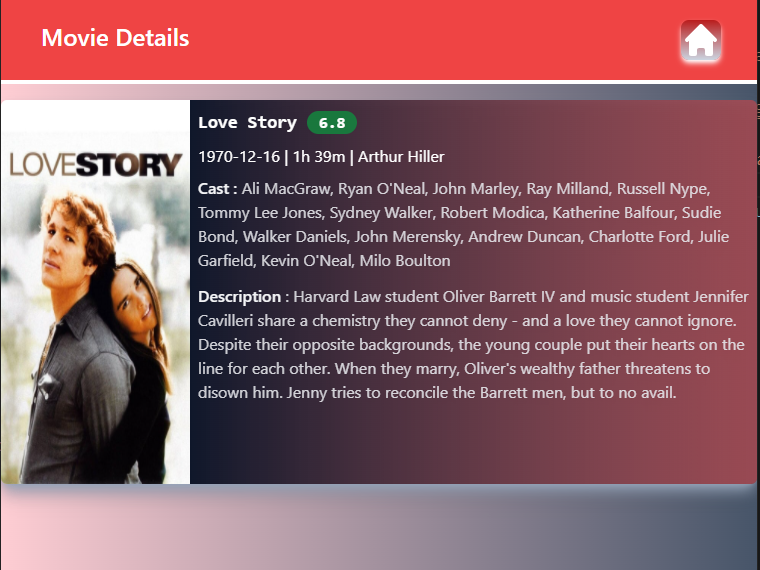 Movie Details
LOVESTORY
Love Story 6.8
1970-12-16 | 1h 39m | Arthur Hiller
Cast : Ali MacGraw, Ryan O'Neal, John Marley, Ray Milland, Russell Nype,
Tommy Lee Jones, Sydney Walker, Robert Modica, Katherine Balfour, Sudie
Bond, Walker Daniels, John Merensky, Andrew Duncan, Charlotte Ford, Julie
Garfield, Kevin O'Neal, Milo Boulton
Description : Harvard Law student Oliver Barrett IV and music student Jennifer
Cavilleri share a chemistry they cannot deny - and a love they cannot ignore.
Despite their opposite backgrounds, the young couple put their hearts on the
line for each other. When they marry, Oliver's wealthy father threatens to
disown him. Jenny tries to reconcile the Barrett men, but to no avail.